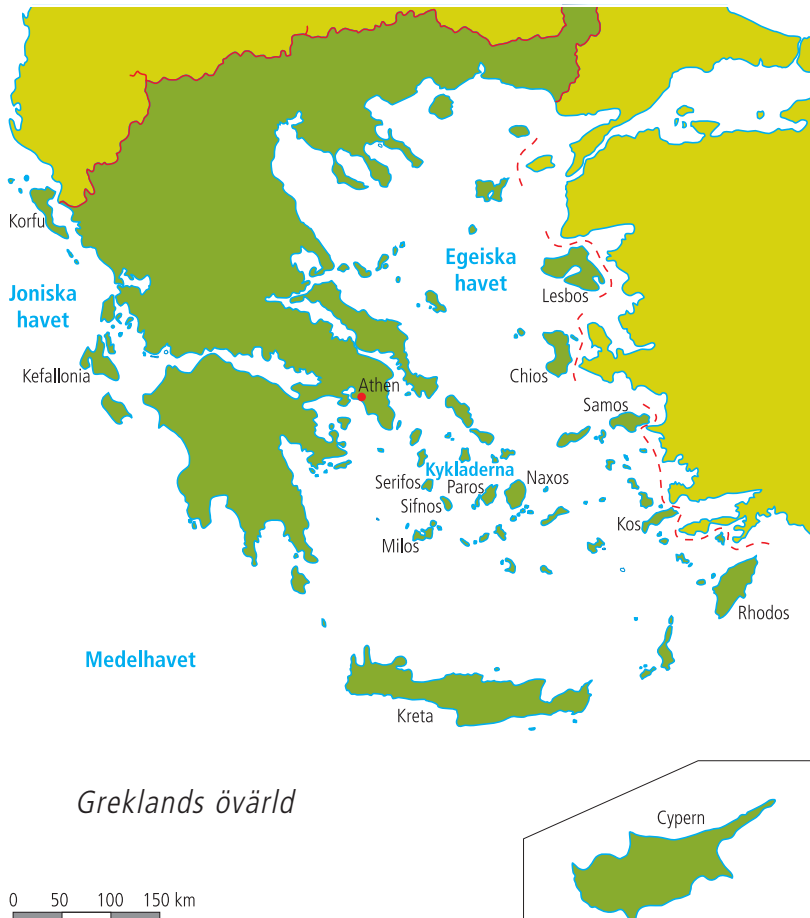 Korfu
Egeiska
havet
Joniska
havet
Lesbos
Kefallonia
Chios
Athen
Samos
Kykladerna
Serifos
Paros
Naxos
Sifnos
Milos
Kos
Rhodos
Medelhavet
Kreta
Greklands övärld
Cypern
0 50 100 150 km